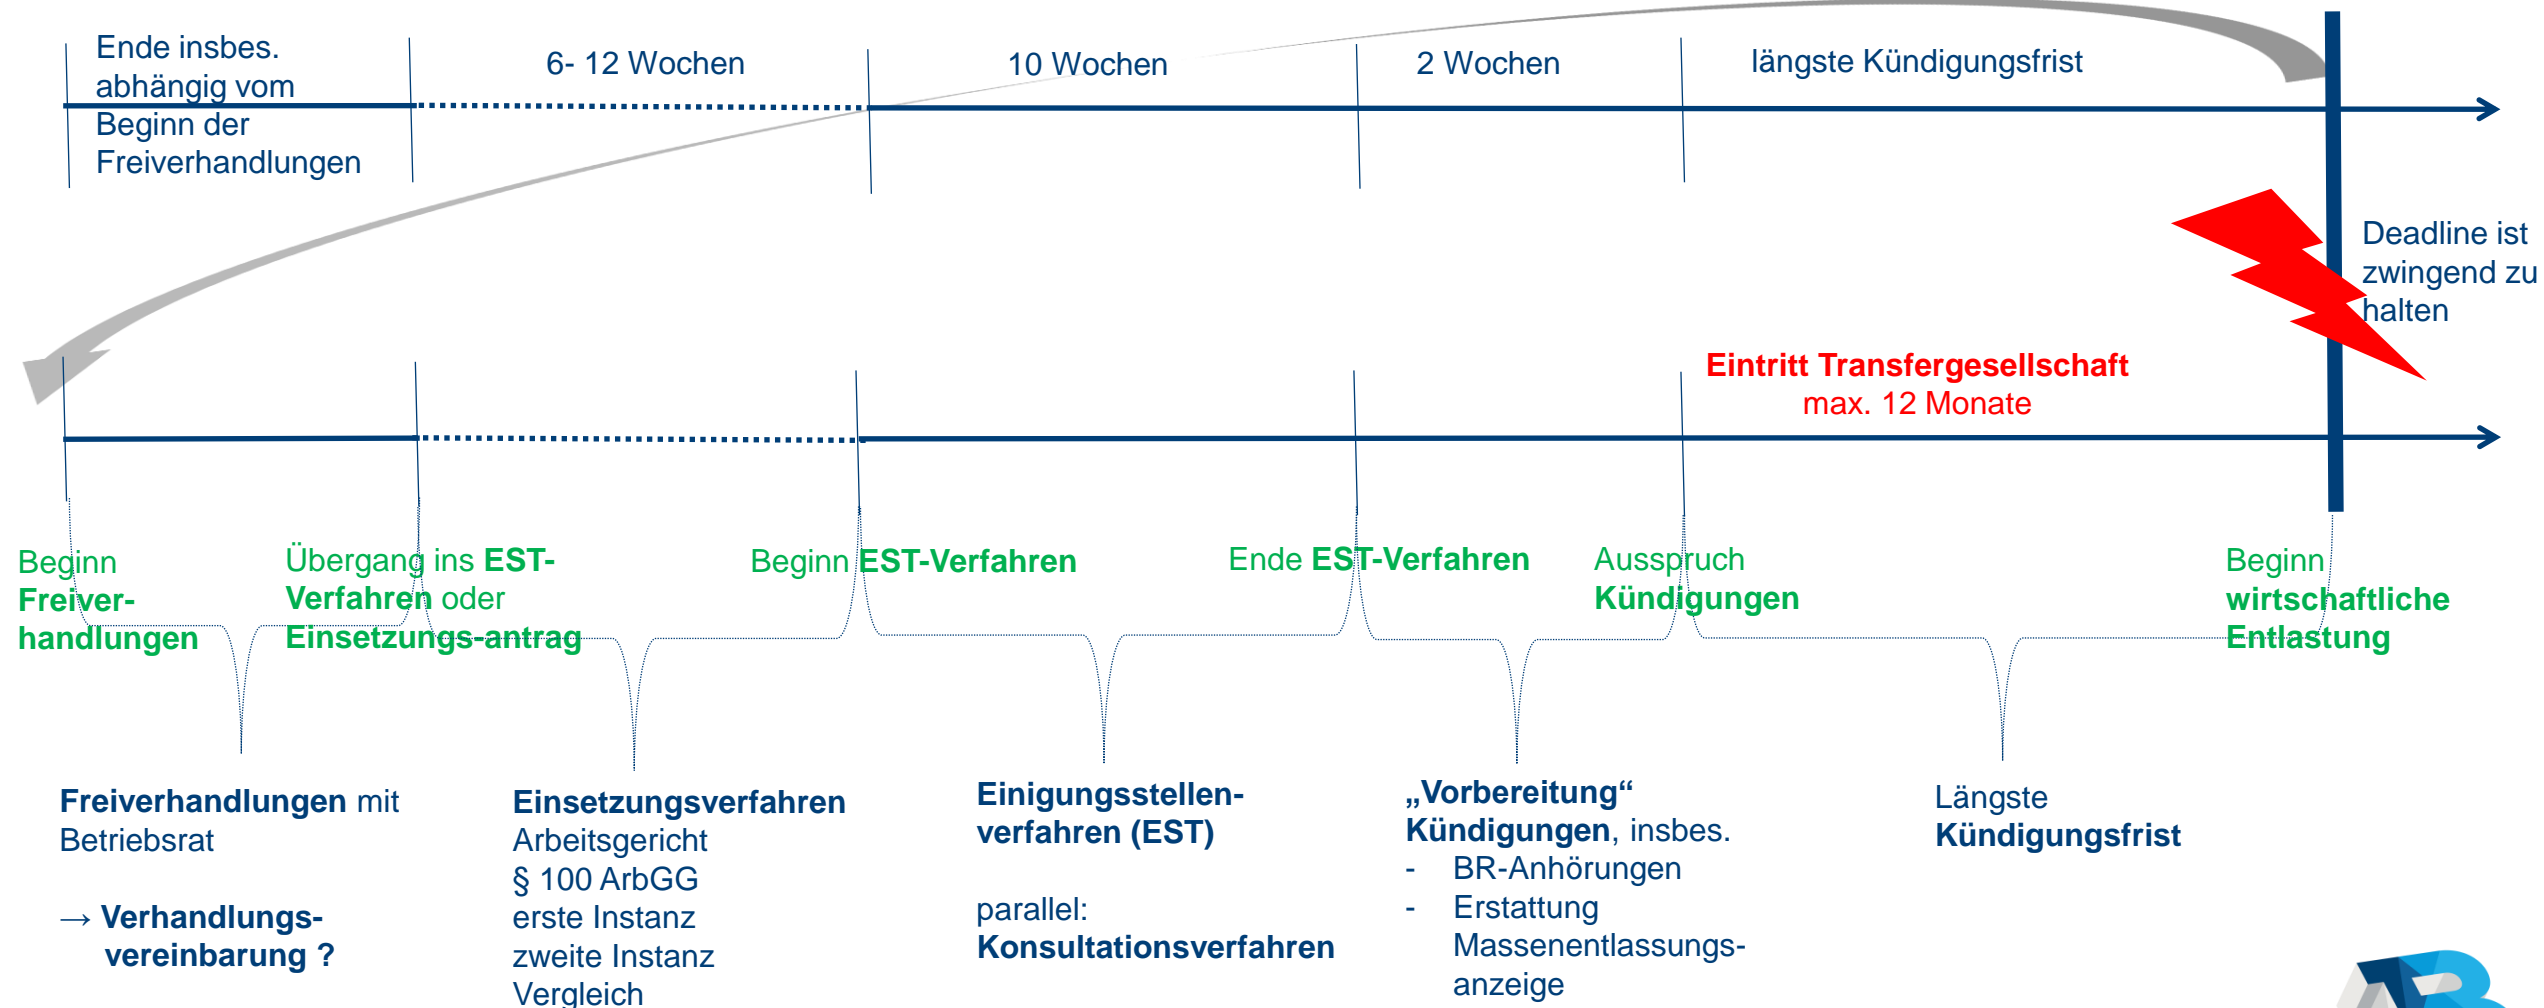 Ende insbes.
abhängig vom
Beginn der
Freiverhandlungen
6- 12 Wochen
10 Wochen
2 Wochen
längste Kündigungsfrist
Deadline ist
zwingend zu
halten
Eintritt Transfergesellschaft
max. 12 Monate
Beginn
Freiver-
handlungen
Übergang ins EST-
Verfahren oder
Einsetzungs-antrag
Beginn EST-Verfahren
Ende EST-Verfahren
Ausspruch
Kündigungen
Beginn
wirtschaftliche
Entlastung
Freiverhandlungen mit
Betriebsrat
→ Verhandlungs-
vereinbarung ?
Einsetzungsverfahren
Arbeitsgericht
§ 100 ArbGG
erste Instanz
zweite Instanz
Vergleich
Einigungsstellen-
verfahren (EST)
parallel:
Konsultationsverfahren
„Vorbereitung“
Kündigungen, insbes.
- BR-Anhörungen
- Erstattung
Massenentlassungs-
anzeige
Längste
Kündigungsfrist